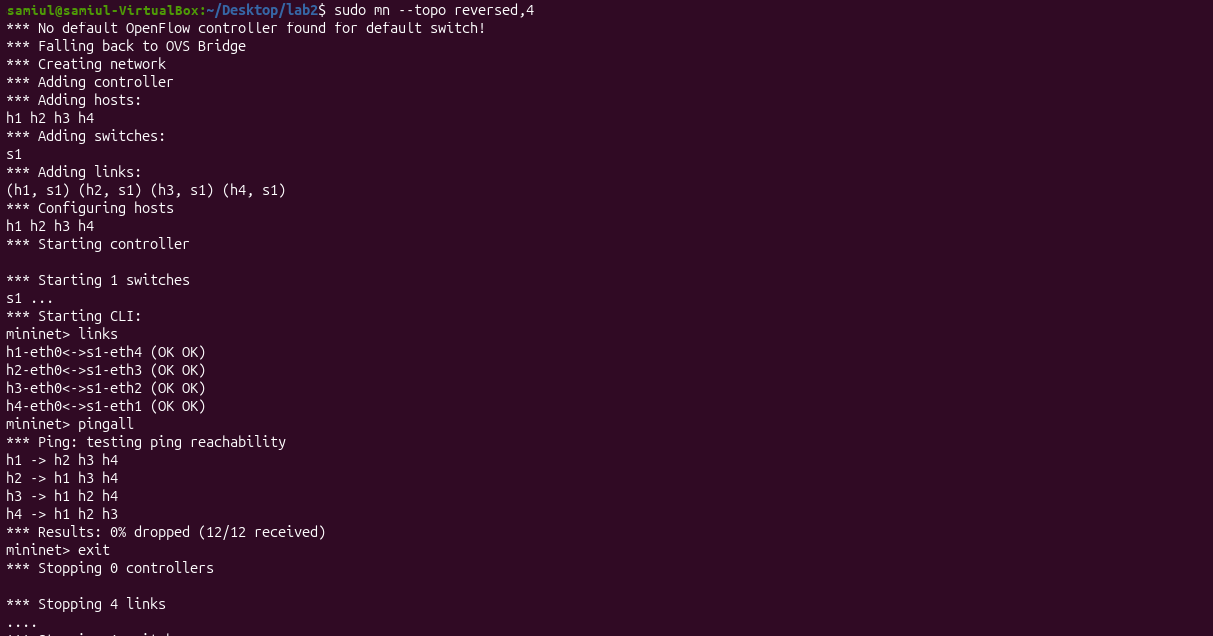 samiul@samiul-VirtualBox:~/Desktop/lab2$ sudo mn --topo reversed,4
*** No default OpenFlow controller found for default switch!
*** Falling back to OVS Bridge
*** Creating network
*** Adding controller
*** Adding hosts:
h1 h2 h3 h4
*** Adding switches:
s1
*** Adding links:
(h1, s1) (h2, s1) (h3, s1) (h4, s1)
*** Configuring hosts
h1 h2 h3 h4
*** Starting controller

*** Starting 1 switches
s1 ...
*** Starting CLI:
mininet> links
h1-eth0<->s1-eth4 (OK OK)
h2-eth0<->s1-eth3 (OK OK)
h3-eth0<->s1-eth2 (OK OK)
h4-eth0<->s1-eth1 (OK OK)
mininet> pingall
*** Ping: testing ping reachability
h1 -> h2 h3 h4
h2 -> h1 h3 h4
h3 -> h1 h2 h4
h4 -> h1 h2 h3
*** Results: 0% dropped (12/12 received)
mininet> exit
*** Stopping 0 controllers

*** Stopping 4 links
....